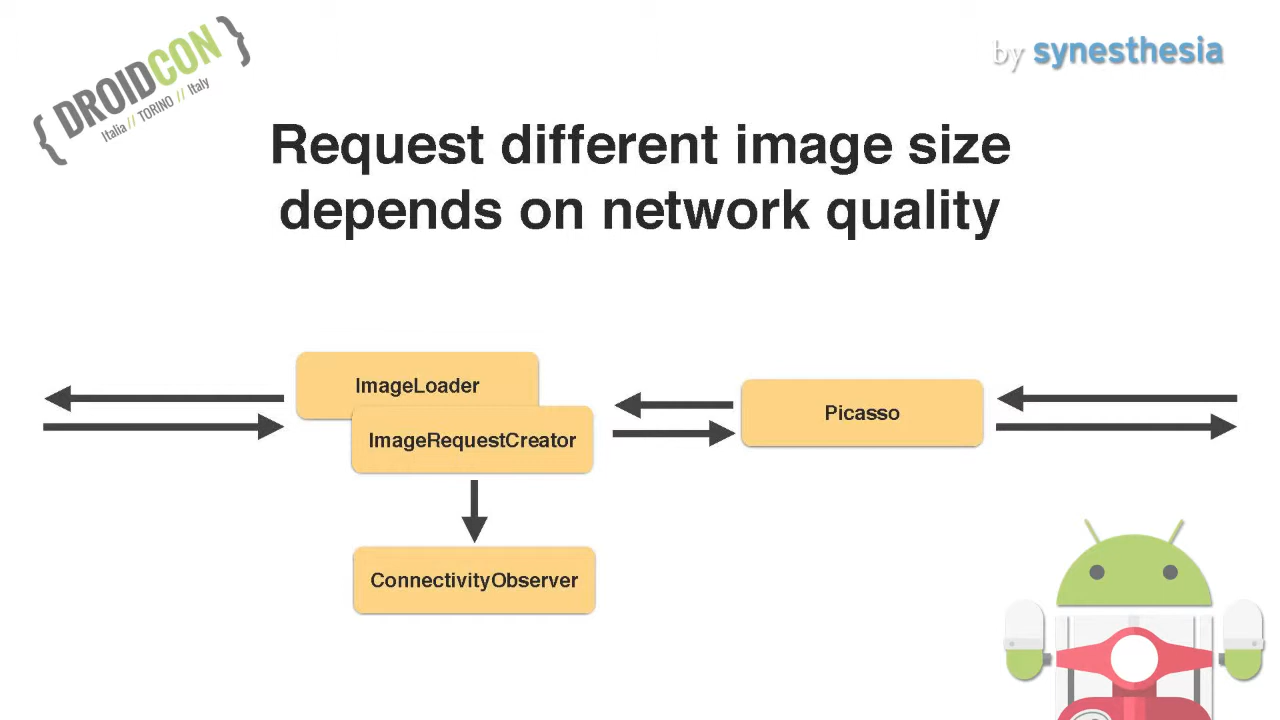 { DROIDCON }
Italia // TORINO // Italy
by synesthesia
Request different image size
depends on network quality
ImageLoader
ImageRequestCreator
Picasso
ConnectivityObserver